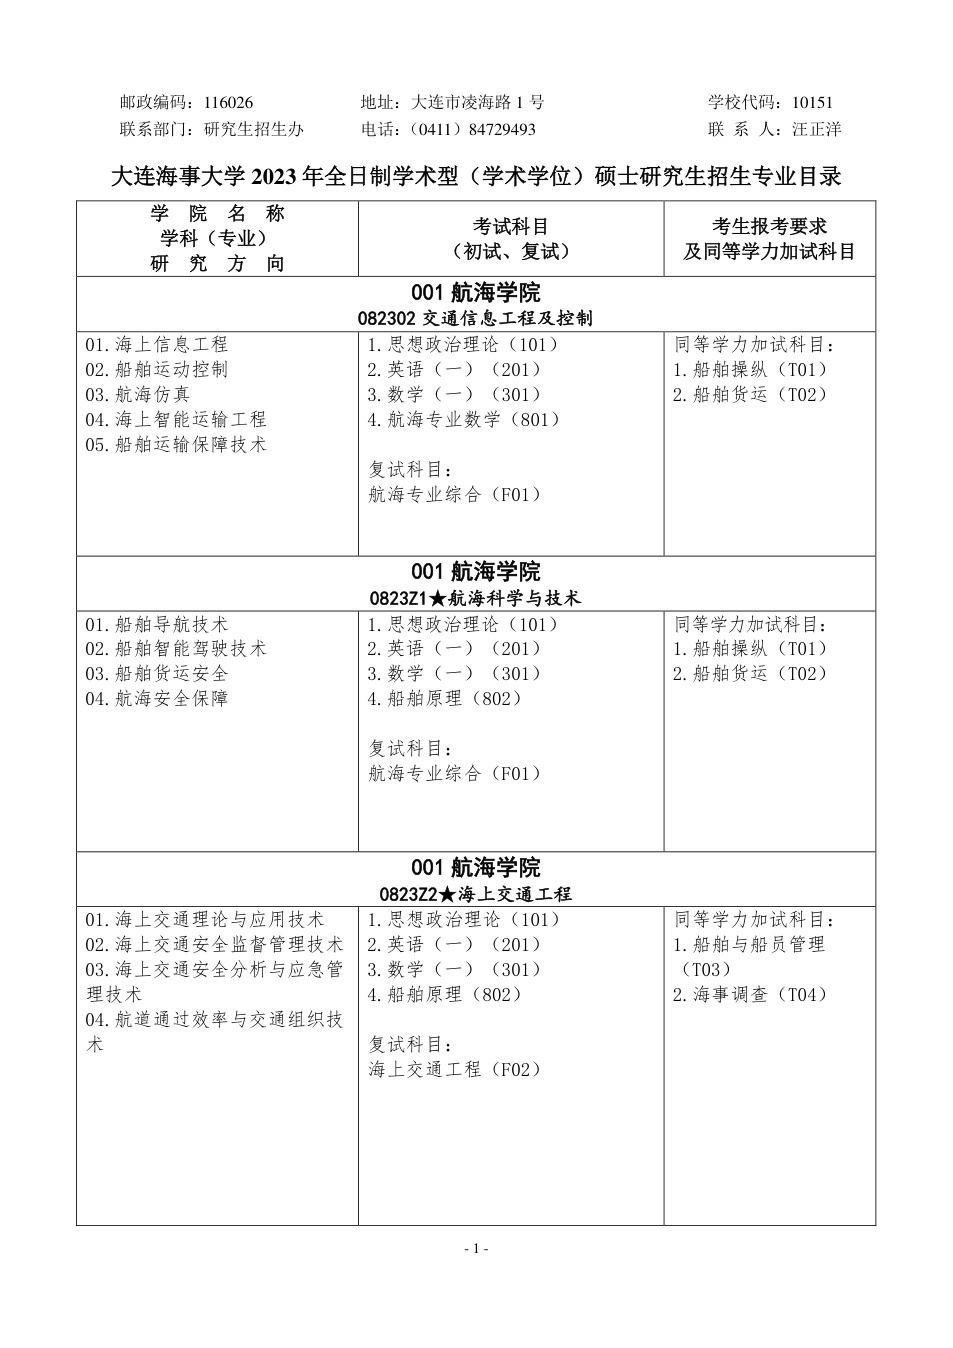 邮政编码：116026 地址：大连市凌海路 1 号 学校代码：10151
联系部门：研究生招生办 电话：（0411）84729493 联 系 人：汪正洋
大连海事大学 2023 年全日制学术型（学术学位）硕士研究生招生专业目录
学 院 名 称
学科（专业）
研 究 方 向
考试科目
（初试、复试）
考生报考要求
及同等学力加试科目
001 航海学院
082302 交通信息工程及控制
01.海上信息工程
02.船舶运动控制
03.航海仿真
04.海上智能运输工程
05.船舶运输保障技术
1.思想政治理论（101）
2.英语（一）（201）
3.数学（一）（301）
4.航海专业数学（801）
复试科目：
航海专业综合（F01）
同等学力加试科目：
1.船舶操纵（T01）
2.船舶货运（T02）
001 航海学院
0823Z1★航海科学与技术
01.船舶导航技术
02.船舶智能驾驶技术
03.船舶货运安全
04.航海安全保障
1.思想政治理论（101）
2.英语（一）（201）
3.数学（一）（301）
4.船舶原理（802）
复试科目：
航海专业综合（F01）
同等学力加试科目：
1.船舶操纵（T01）
2.船舶货运（T02）
001 航海学院
0823Z2★海上交通工程
01.海上交通理论与应用技术
02.海上交通安全监督管理技术
03.海上交通安全分析与应急管
理技术
04.航道通过效率与交通组织技
术
1.思想政治理论（101）
2.英语（一）（201）
3.数学（一）（301）
4.船舶原理（802）
复试科目：
海上交通工程（F02）
同等学力加试科目：
1.船舶与船员管理
（T03）
2.海事调查（T04）
- 1 -